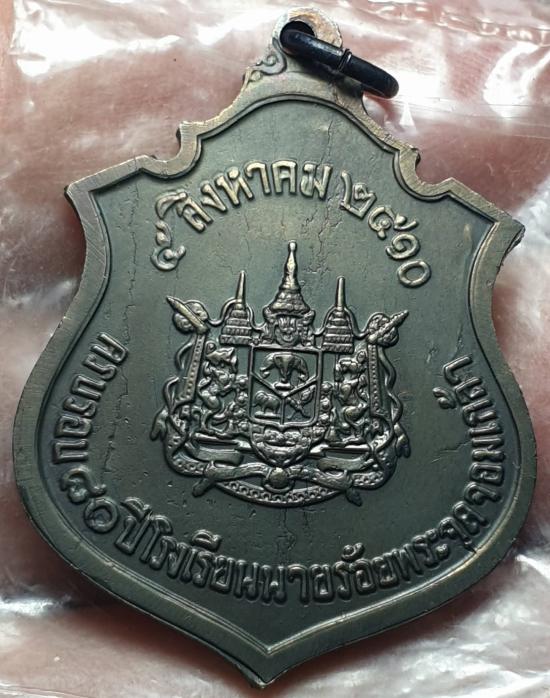 ๕ สิงหาคม ๒๕๑๐
ครบรอบ ๘๐ ปีโรงเรียนนายร้อยพระจุลจอมเกล้า